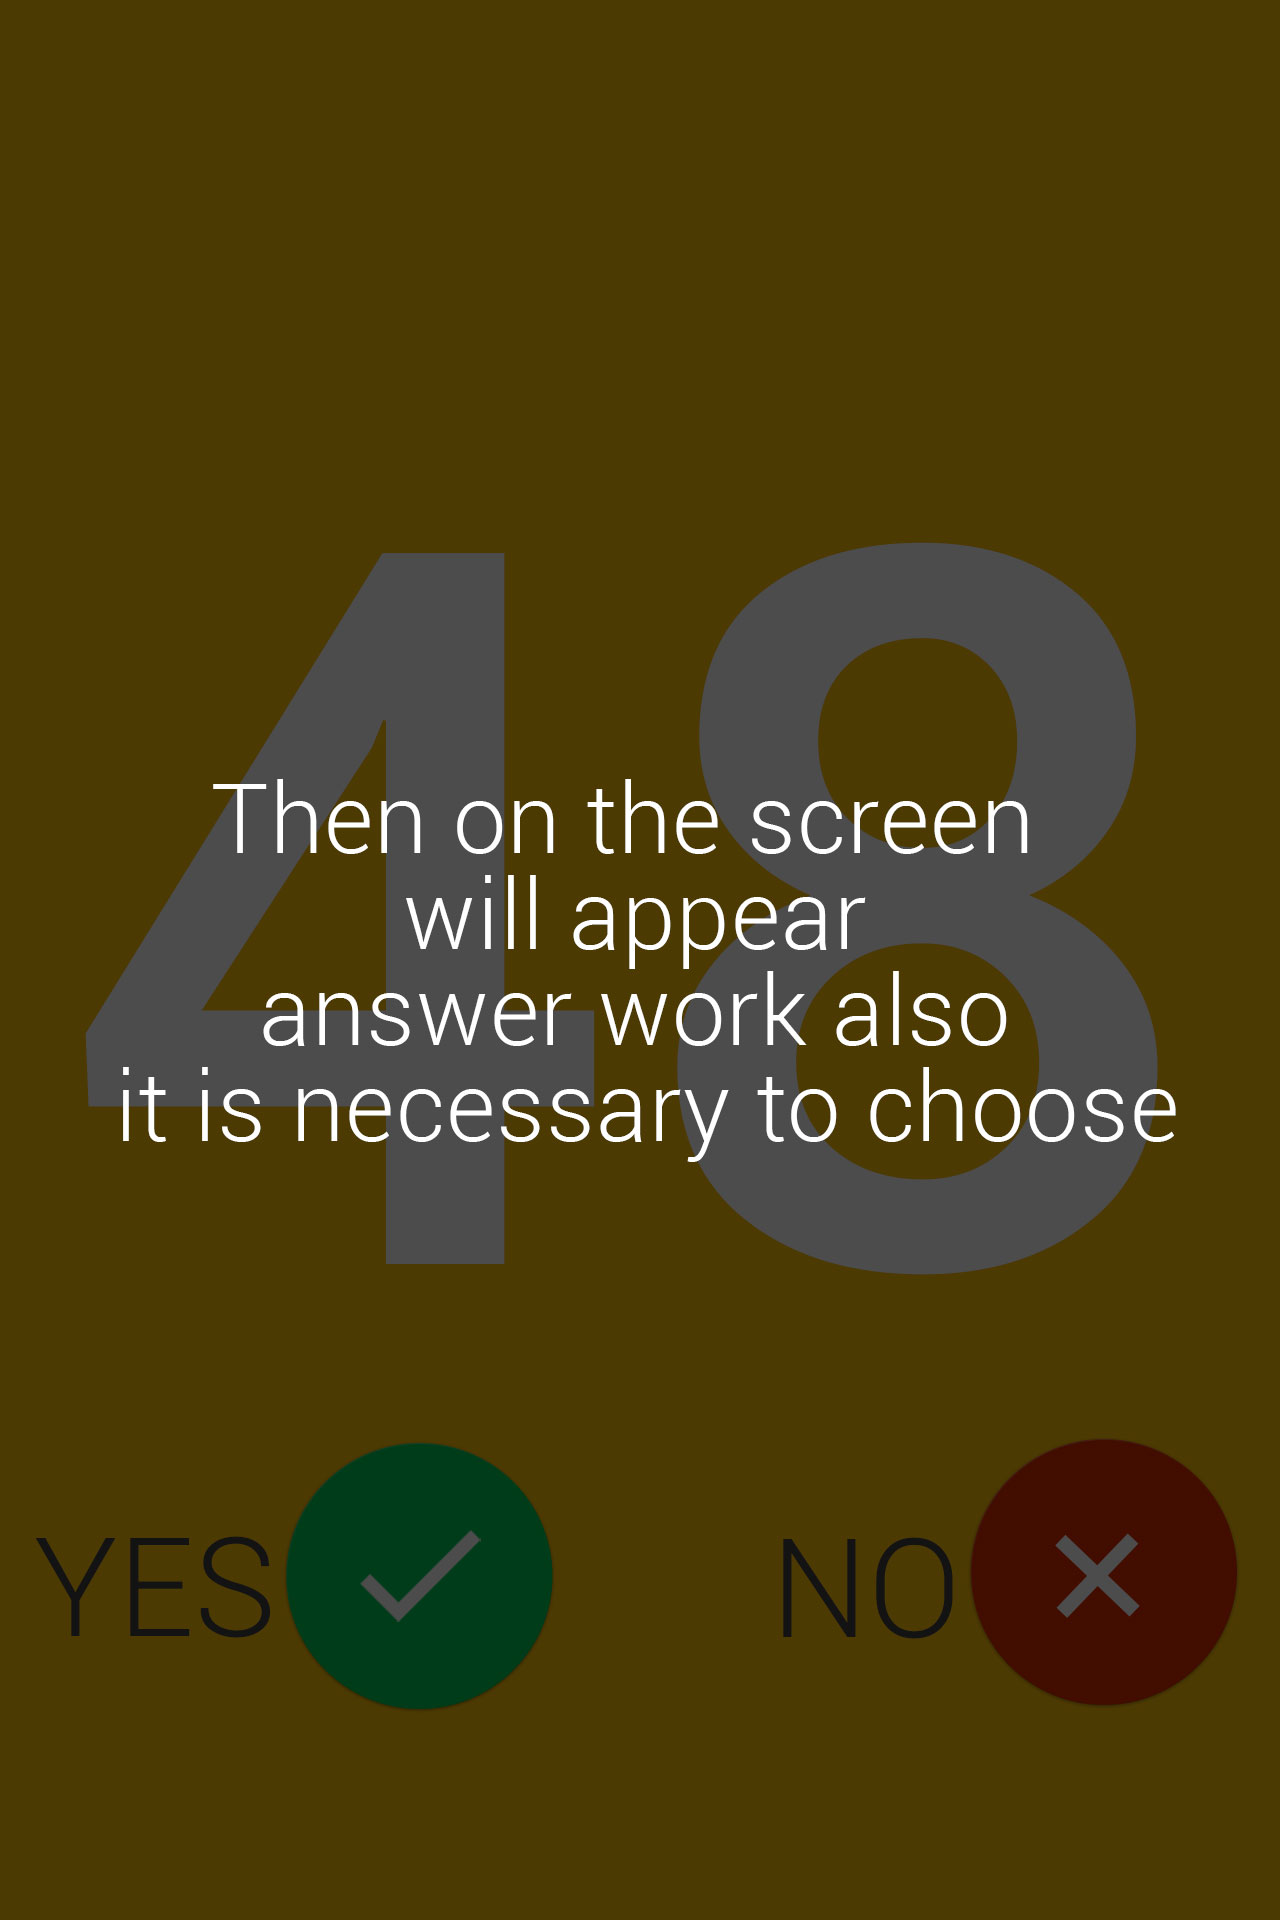 48
Then on the screen
will appear
answer work also
it is necessary to choose
YES NO